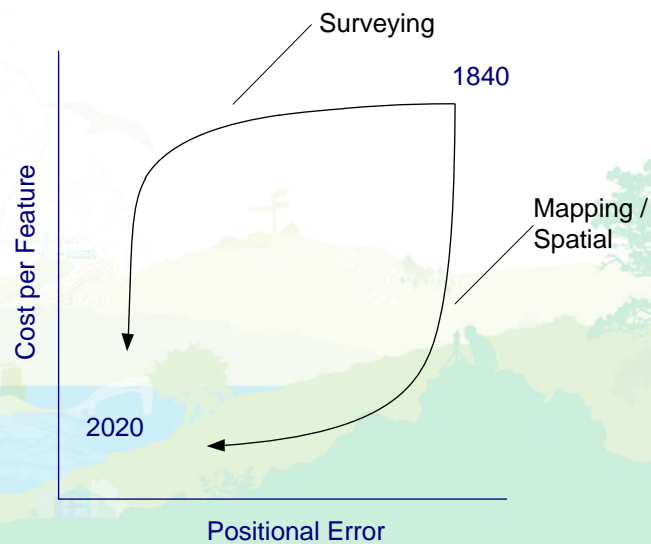 Surveying
1840
Mapping /
Spatial
Cost per Feature
2020
Positional Error